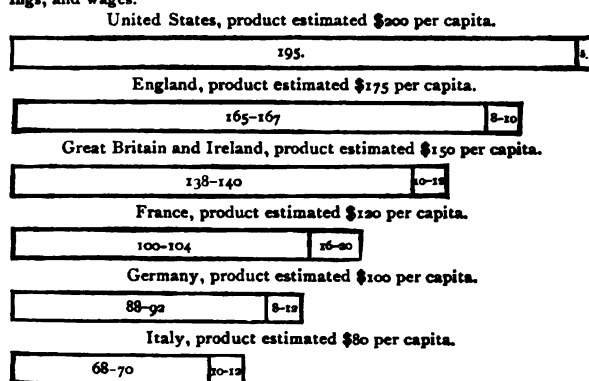 ings, and wages.
United States, product estimated $200 per capita.
195. 5.
England, product estimated $175 per capita.
165-167 8-10
Great Britain and Ireland, product estimated $150 per capita.
138-140 10-12
France, product estimated $120 per capita.
100-104 16-20
Germany, product estimated $100 per capita.
88-92 8-12
Italy, product estimated $80 per capita.
68-70 10-12